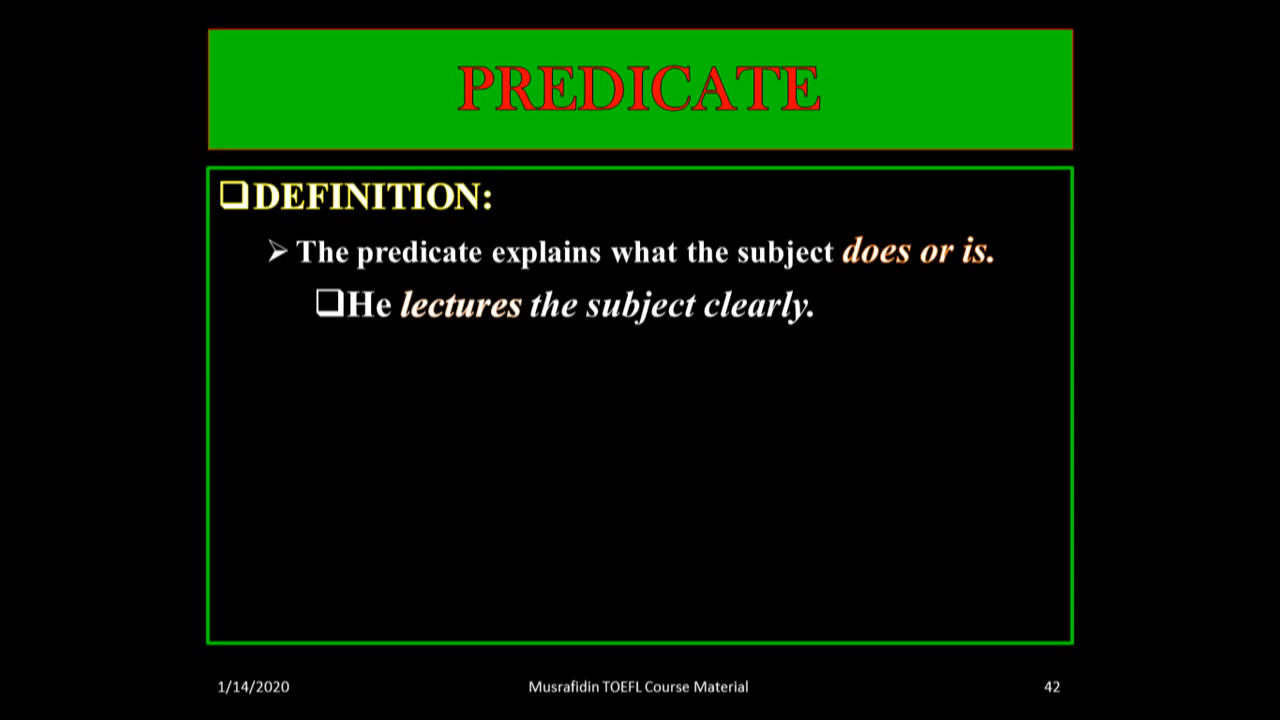 PREDICATE
❑DEFINITION:
➢ The predicate explains what the subject does or is.
❑He lectures the subject clearly.
1/14/2020 Musrafidin TOEFL Course Material 42